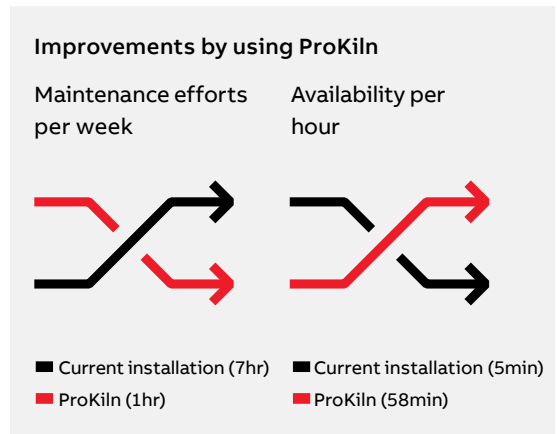 Improvements by using ProKiln
Maintenance efforts
per week
Availability per
hour
Current installation (7hr)
ProKiln (1hr)
Current installation (5min)
ProKiln (58min)